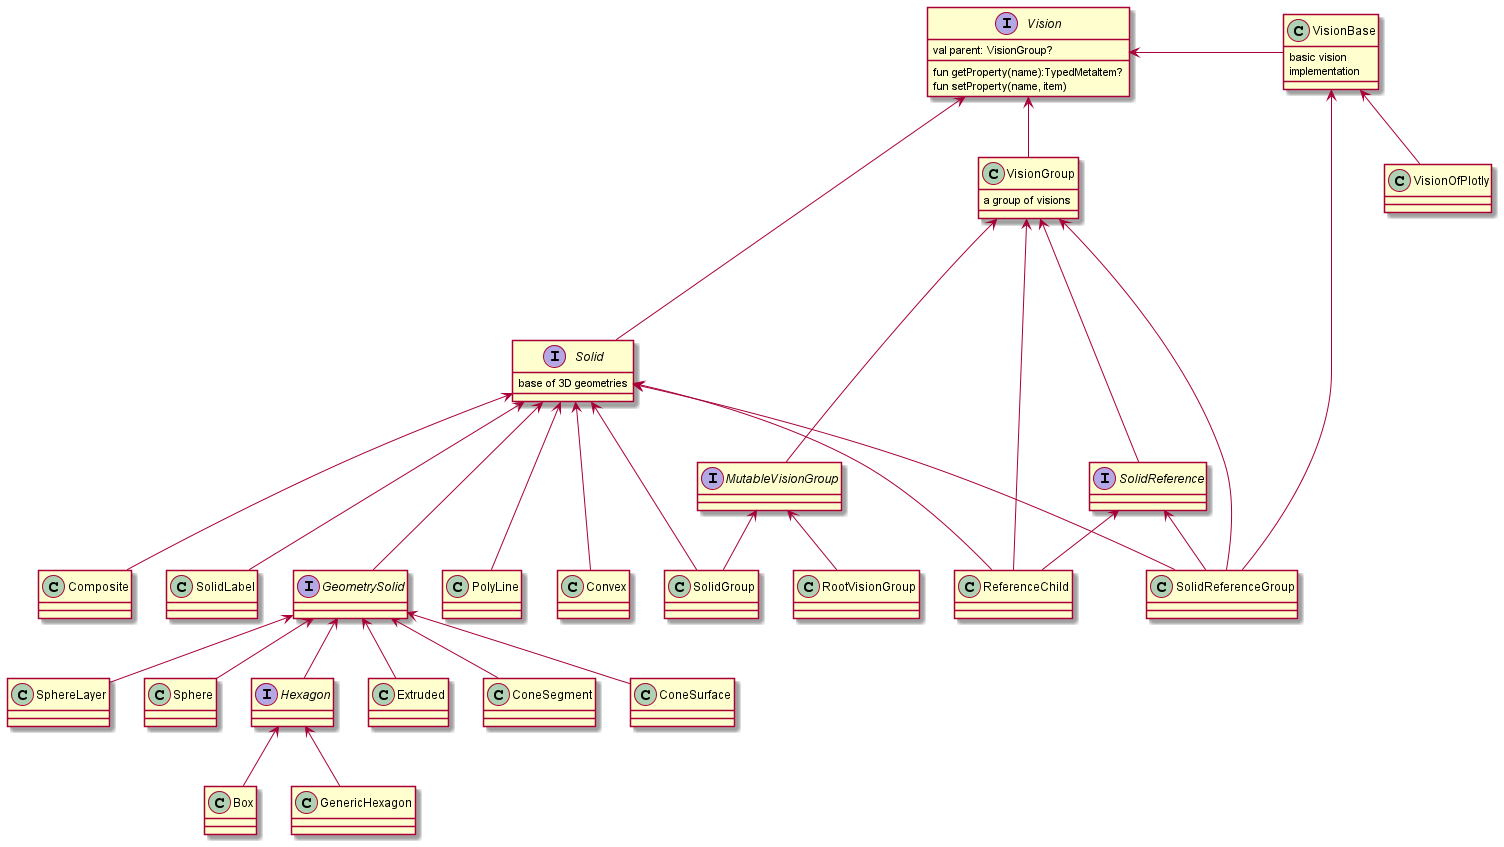 I Vision
val parent: VisionGroup?
fun getProperty(name):TypedMetaItem?
fun setProperty(name, item)
C VisionBase
basic vision
implementation
C VisionGroup
a group of visions
C VisionOfPlotly
I Solid
base of 3D geometries
I MutableVisionGroup
I SolidReference
C Composite
C SolidLabel
I GeometrySolid
C PolyLine
C Convex
C SolidGroup
C RootVisionGroup
C ReferenceChild
C SolidReferenceGroup
C SphereLayer
C Sphere
I Hexagon
C Extruded
C ConeSegment
C ConeSurface
C Box
C GenericHexagon